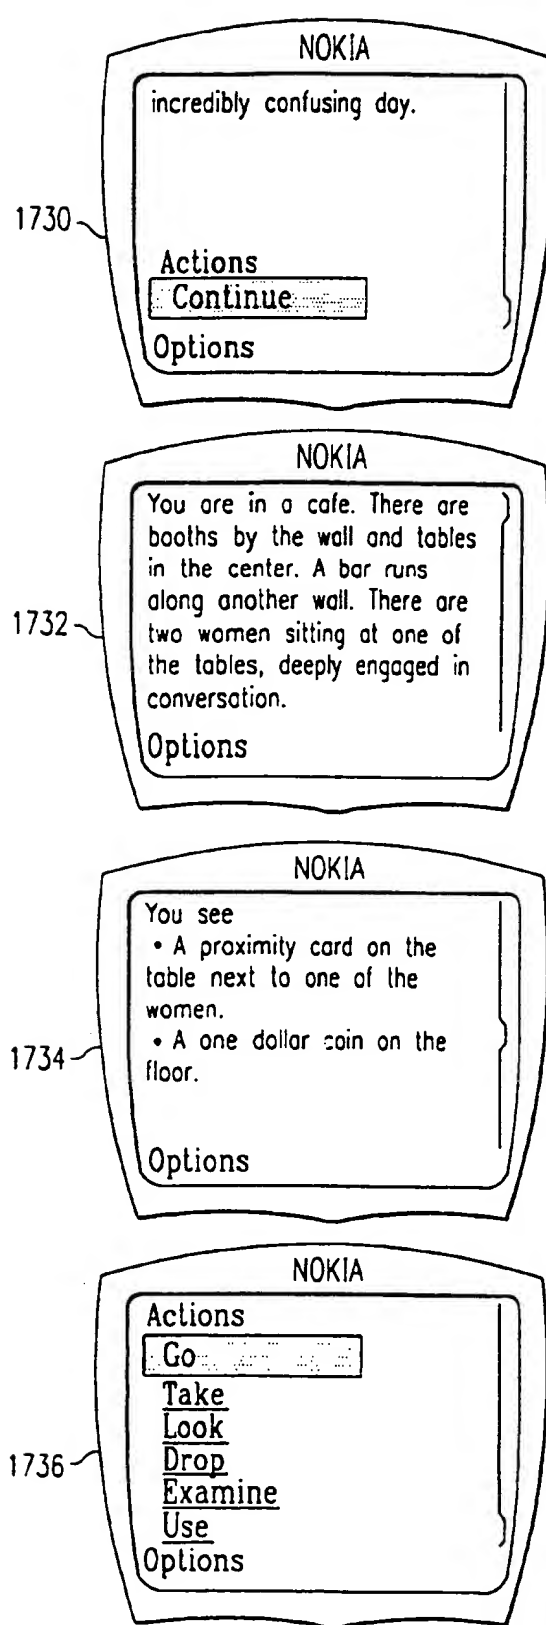 NOKIA
incredibly confusing day.
1730
Actions
Continue
Options
NOKIA
You are in a cafe. There are
booths by the wall and tables
in the center. A bar runs
along another wall. There are
1732
two women sitting at one of
the tables, deeply engaged in
conversation.
Options
NOKIA
You see
• A proximity card on the
table next to one of the
women.
• A one dollar coin on the
1734
floor.
Options
NOKIA
Actions
Go
Take
Look
Drop
1736
Examine
Use
Options